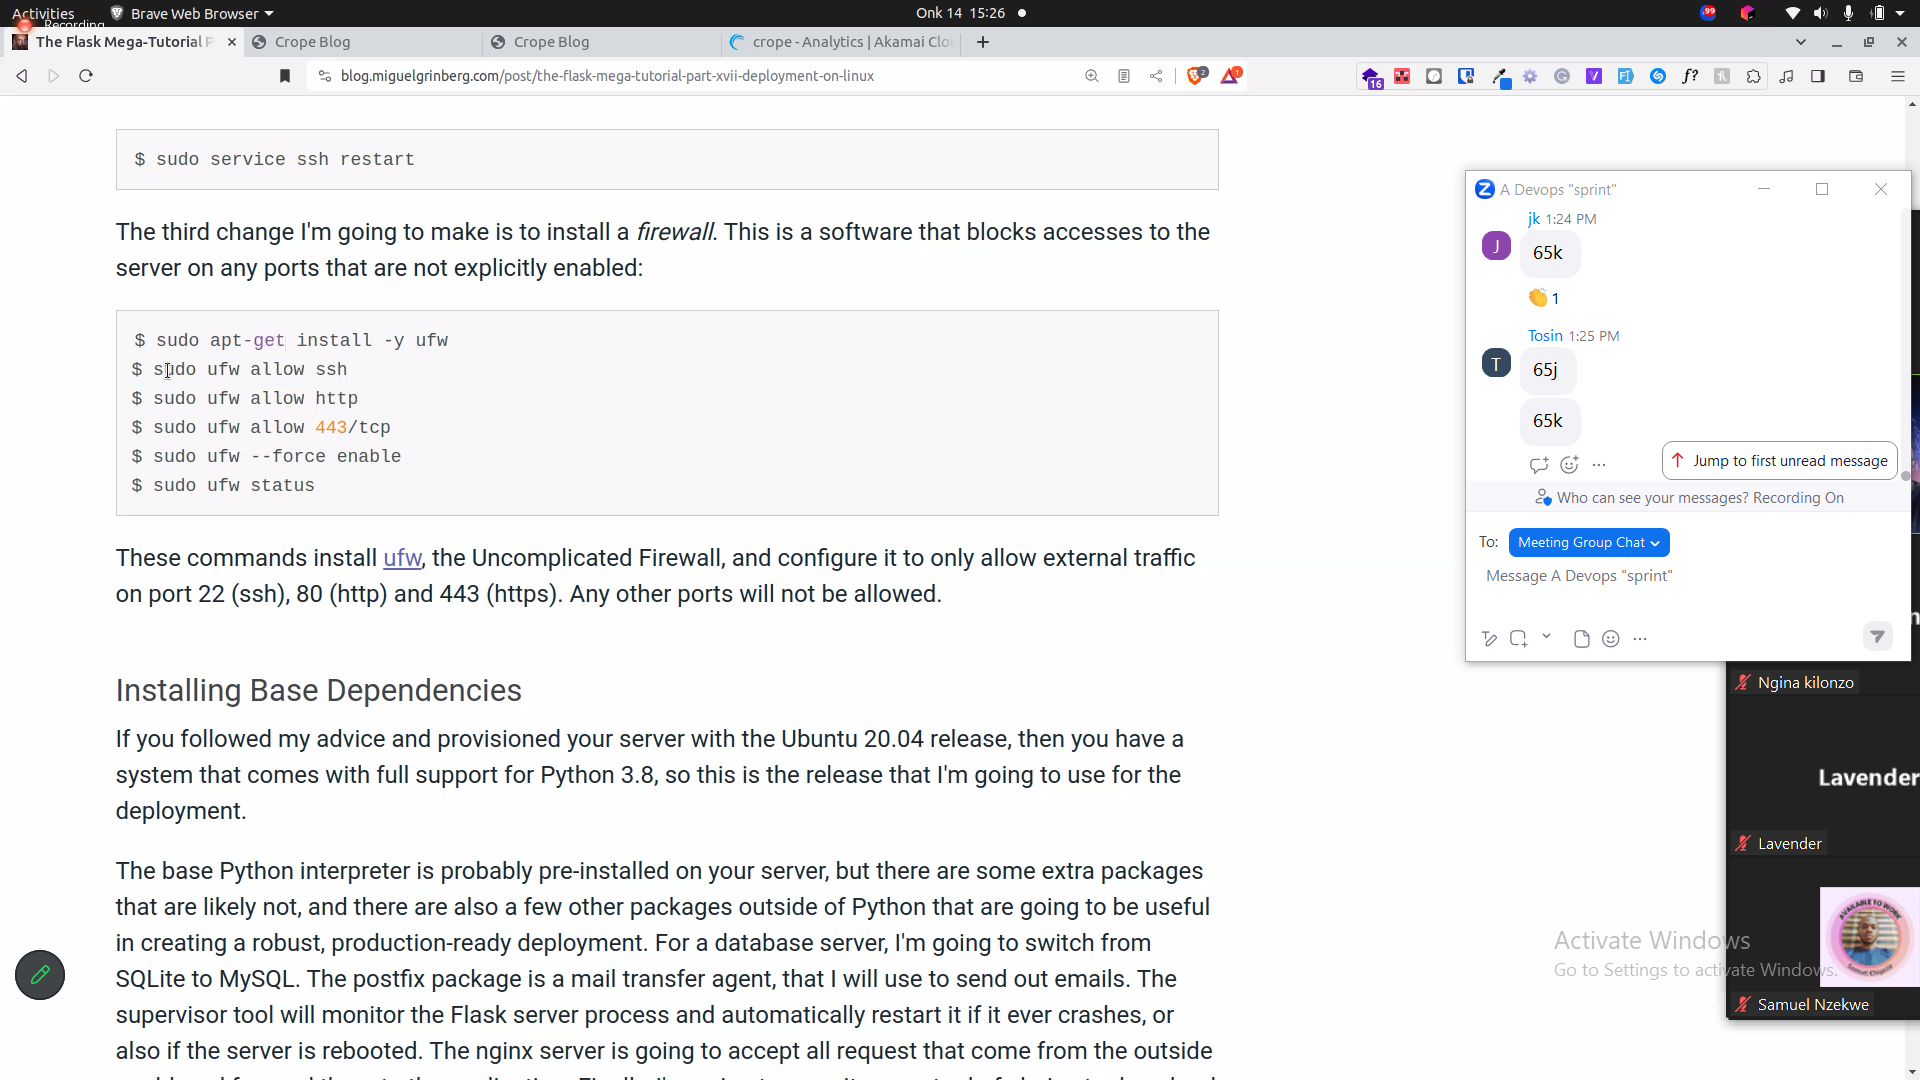 Activities
Brave Web Browser
Onk 14 15:26
99
Recording
The Flask Mega-Tutorial P
Crope Blog
Crope Blog
crope - Analytics | Akamai Clo
blog.miguelgrinberg.com/post/the-flask-mega-tutorial-part-xvii-deployment-on-linux
2
1
16
$ sudo service ssh restart
The third change I'm going to make is to install a firewall. This is a software that blocks accesses to the
server on any ports that are not explicitly enabled:
$ sudo apt-get install -y ufw
$ sudo ufw allow ssh
$ sudo ufw allow http
$ sudo ufw allow 443/tcp
$ sudo ufw --force enable
$ sudo ufw status
These commands install ufw, the Uncomplicated Firewall, and configure it to only allow external traffic
on port 22 (ssh), 80 (http) and 443 (https). Any other ports will not be allowed.
Installing Base Dependencies
If you followed my advice and provisioned your server with the Ubuntu 20.04 release, then you have a
system that comes with full support for Python 3.8, so this is the release that I'm going to use for the
deployment.
The base Python interpreter is probably pre-installed on your server, but there are some extra packages
that are likely not, and there are also a few other packages outside of Python that are going to be useful
in creating a robust, production-ready deployment. For a database server, I'm going to switch from
SQLite to MySQL. The postfix package is a mail transfer agent, that I will use to send out emails. The
supervisor tool will monitor the Flask server process and automatically restart it if it ever crashes, or
also if the server is rebooted. The nginx server is going to accept all request that come from the outside
A Devops "sprint"
jk 1:24 PM
J
65k
1
Tosin 1:25 PM
T
65j
65k
Jump to first unread message
Who can see your messages? Recording On
To: Meeting Group Chat
Message A Devops "sprint"
Ngina kilonzo
Lavender
Lavender
AVAILABLE TO WORK
Activate Windows
Go to Settings to activate Windows.
Samuel Nzekwe